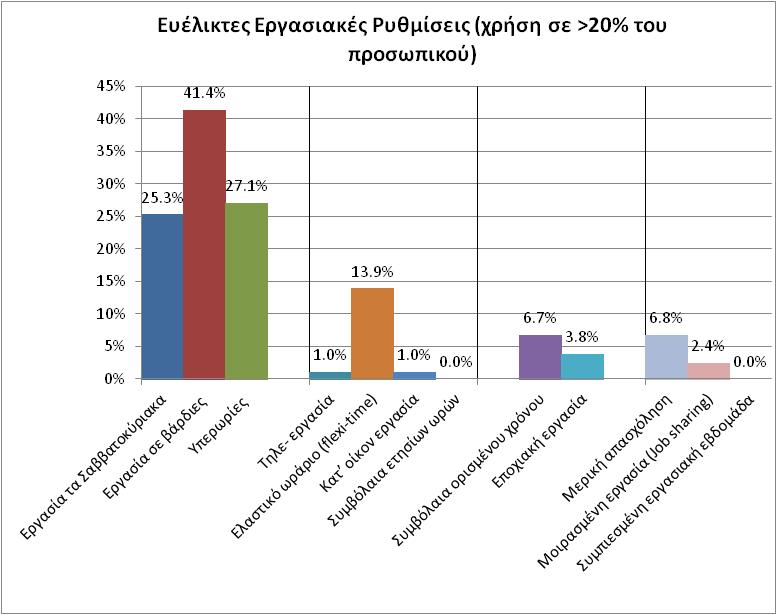 Ευέλικτες Εργασιακές Ρυθμίσεις (χρήση σε >20% του
προσωπικού)
45%
40%
35%
30%
25%
20%
15%
10%
5%
0%
25.3%
41.4%
27.1%
1.0%
13.9%
1.0%
0.0%
6.7%
3.8%
6.8%
2.4%
0.0%
Εργασία τα Σαββατοκύριακα
Εργασία σε βάρδιες
Υπερωρίες
Τηλε- εργασία
Ελαστικό ωράριο (flexi-time)
Κατ' οίκον εργασία
Συμβόλαια ετησίων ωρών
Συμβόλαια ορισμένου χρόνου
Εποχιακή εργασία
Μερική απασχόληση
Μοιρασμένη εργασία (Job sharing)
Συμπιεσμένη εργασιακή εβδομάδα